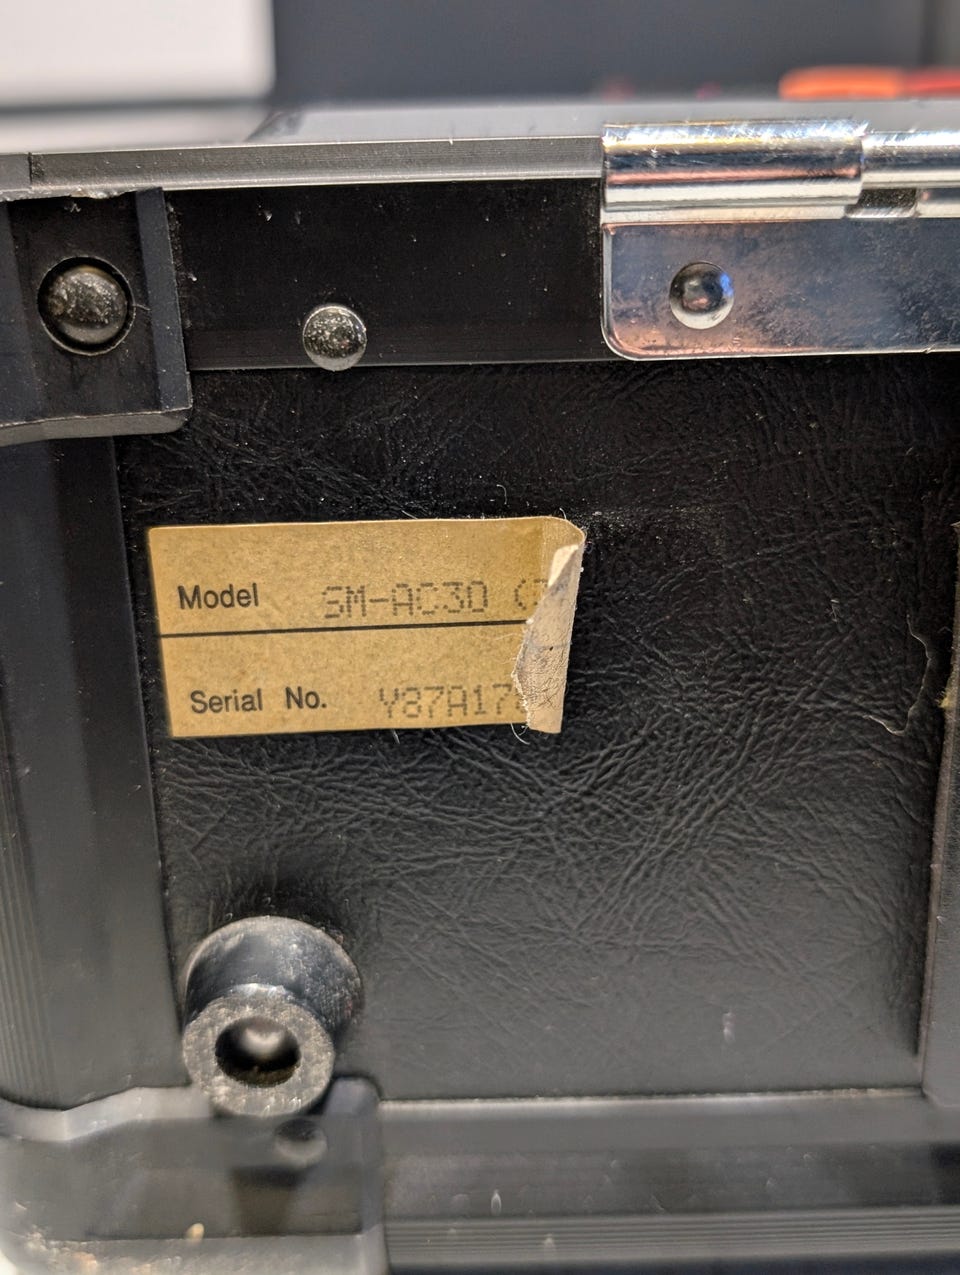 Model SM-AC30
Serial No. Y87A17